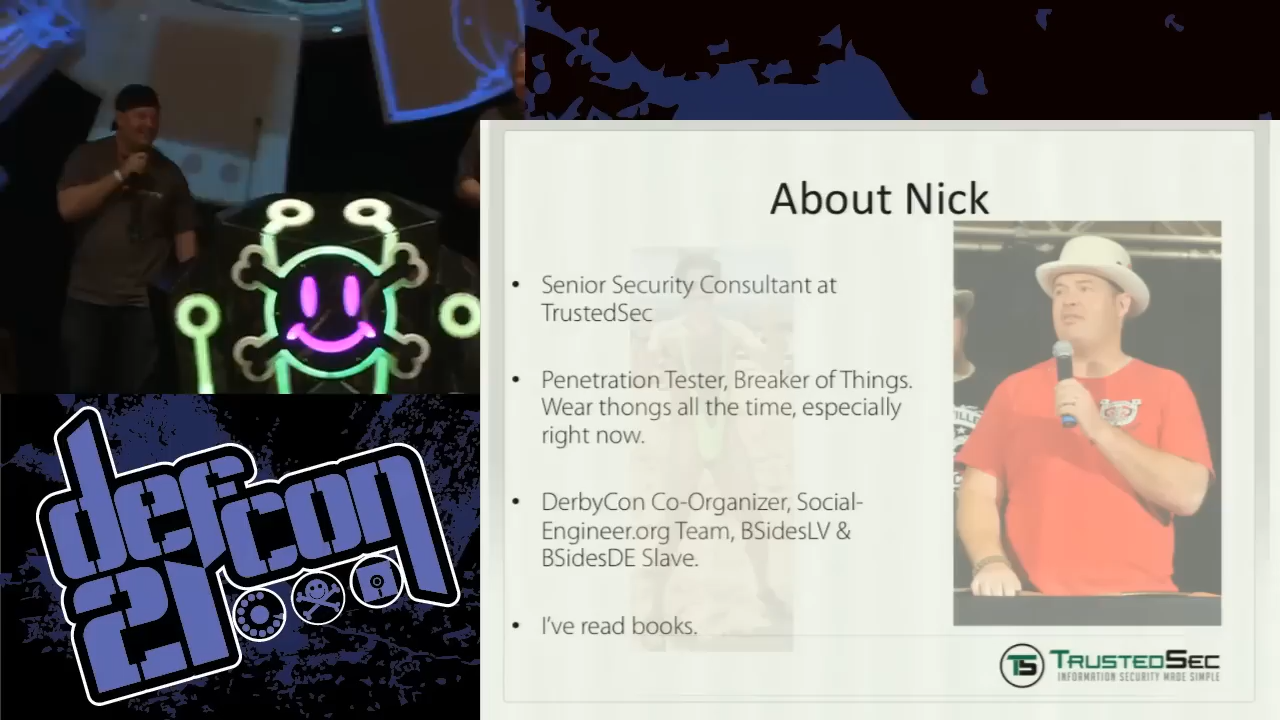 About Nick
• Senior Security Consultant at
TrustedSec
• Penetration Tester, Breaker of Things.
Wear thongs all the time, especially
right now.
• DerbyCon Co-Organizer, Social-
Engineer.org Team, BSidesLV &
BSidesDE Slave.
• I've read books.
TS TRUSTEDSEC
INFORMATION SECURITY MADE SIMPLE
defcon
21